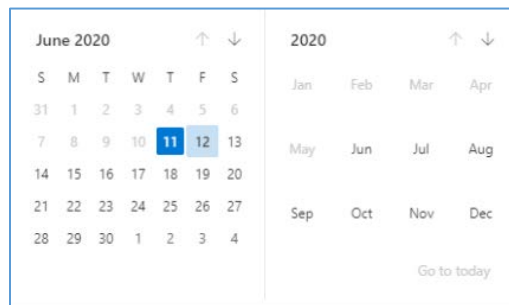 June 2020
S M T W T F S
31 1 2 3 4 5 6
7 8 9 10 11 12 13
14 15 16 17 18 19 20
21 22 23 24 25 26 27
28 29 30 1 2 3 4
2020
Jan Feb Mar Apr
May Jun Jul Aug
Sep Oct Nov Dec
Go to today